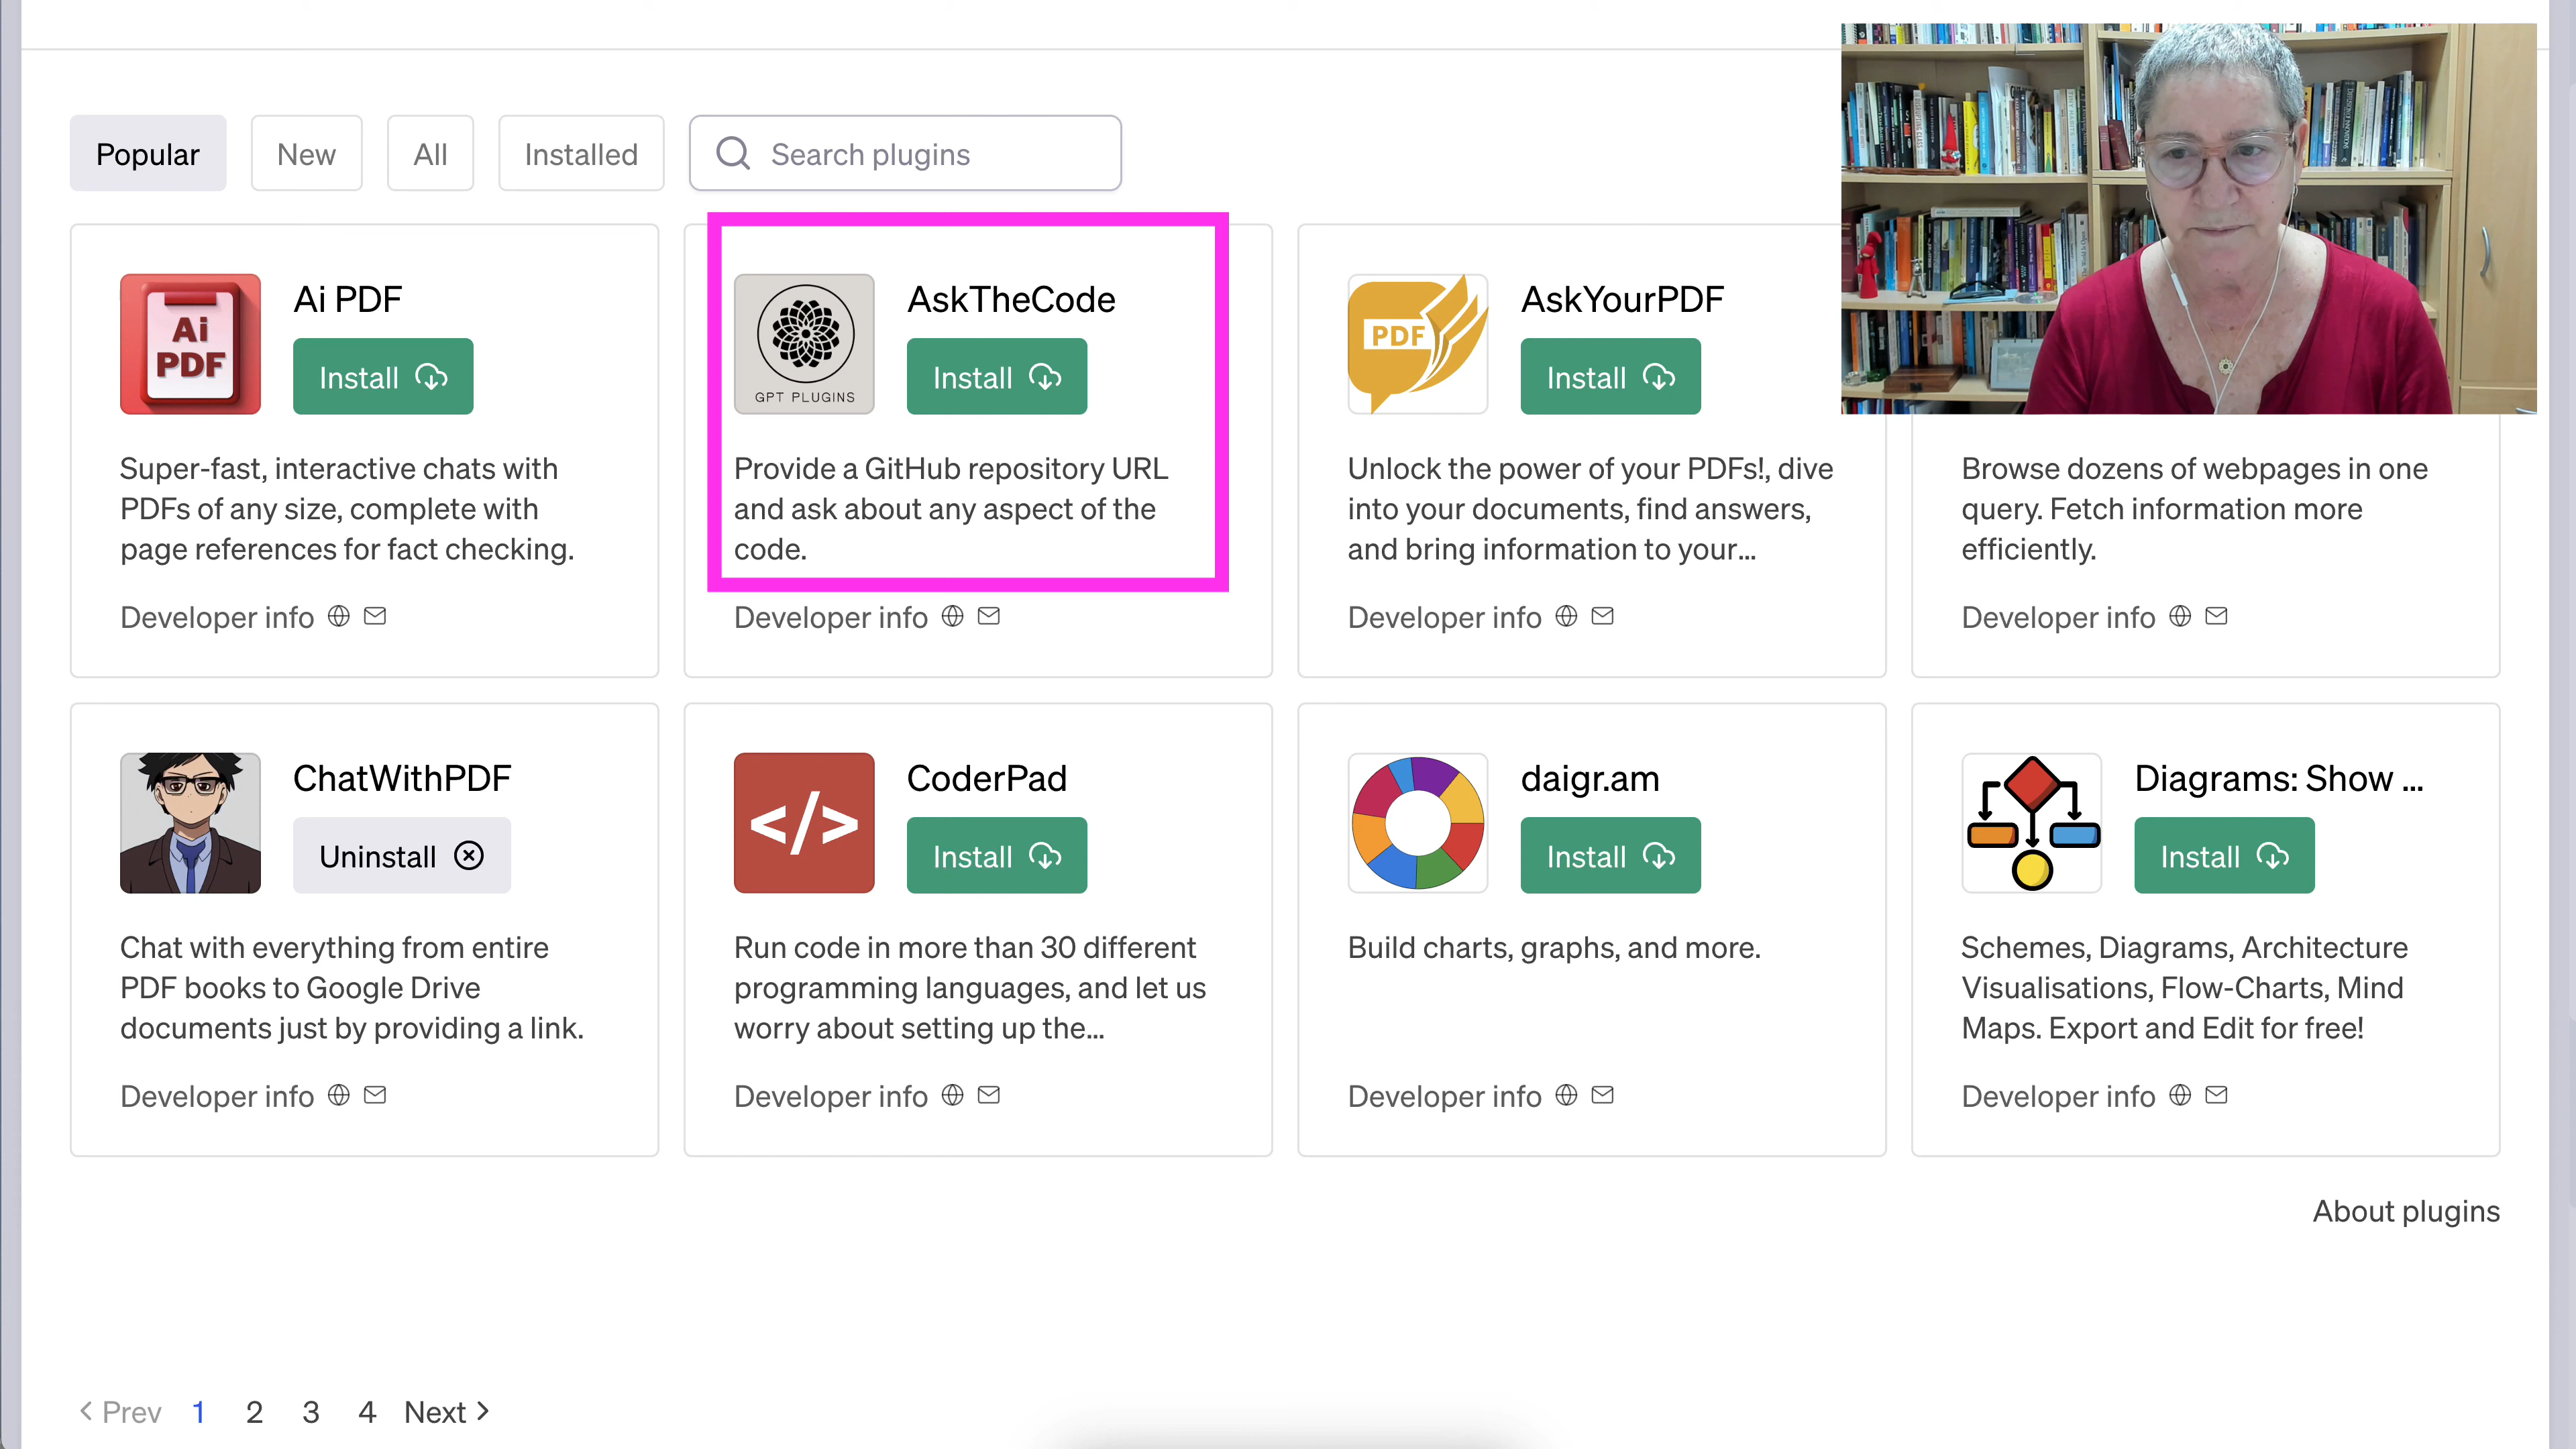 Popular
New
All
Installed
Search plugins
Ai PDF
Ai
PDF
Install
Super-fast, interactive chats with
PDFs of any size, complete with
page references for fact checking.
Developer info
AskTheCode
GPT PLUGINS
Install
Provide a GitHub repository URL
and ask about any aspect of the
code.
Developer info
AskYourPDF
PDF
Install
Unlock the power of your PDFs!, dive
into your documents, find answers,
and bring information to your...
Developer info
Browse dozens of webpages in one
query. Fetch information more
efficiently.
Developer info
ChatWithPDF
Uninstall
Chat with everything from entire
PDF books to Google Drive
documents just by providing a link.
Developer info
CoderPad
</>
Install
Run code in more than 30 different
programming languages, and let us
worry about setting up the...
Developer info
daigr.am
Install
Build charts, graphs, and more.
Developer info
Diagrams: Show ...
Install
Schemes, Diagrams, Architecture
Visualisations, Flow-Charts, Mind
Maps. Export and Edit for free!
Developer info
About plugins
< Prev 1 2 3 4 Next >